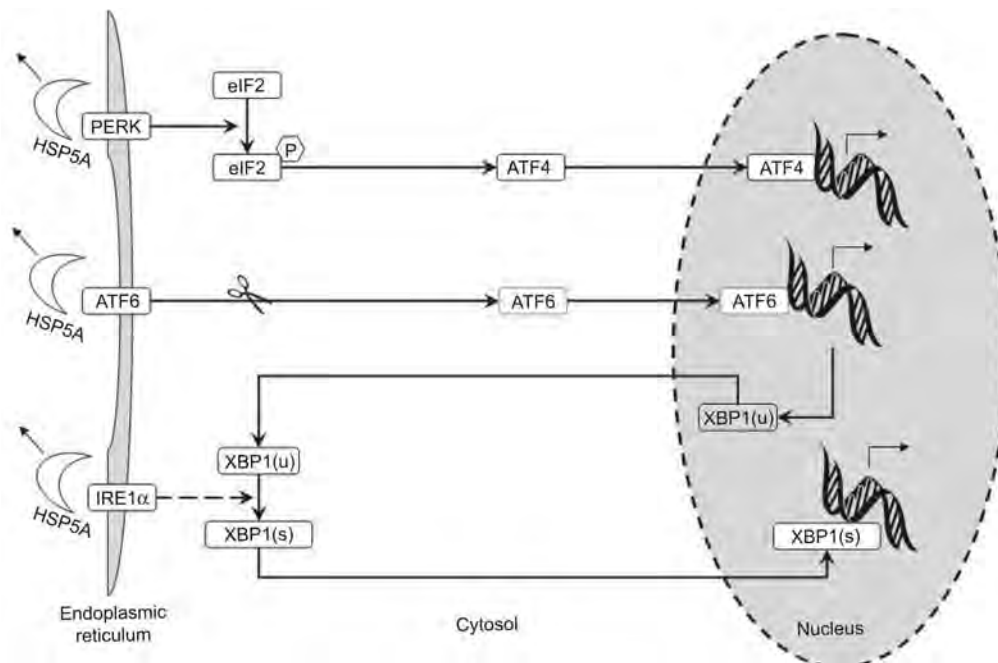 eIF2
PERK
HSP5A
P
eIF2
ATF4
ATF4
ATF6
HSP5A
ATF6
ATF6
XBP1(u)
XBP1(u)
IRE1α
HSP5A
XBP1(s)
XBP1(s)
Endoplasmic
reticulum
Cytosol
Nucleus